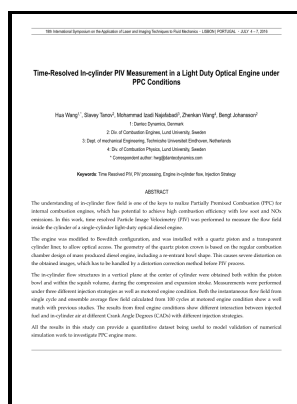 18th International Symposium on the Application of Laser and Imaging Techniques to Fluid Mechanics ・LISBON | PORTUGAL ・JULY 4 – 7, 2016
Time-Resolved In-cylinder PIV Measurement in a Light Duty Optical Engine under
PPC Conditions
Hua Wang1,*, Slavey Tanov2, Mohammad Izadi Najafabadi3, Zhenkan Wang4, Bengt Johansson2
1: Dantec Dynamics, Denmark
2: Div. of Combustion Engines, Lund University, Sweden
3: Dept. of mechanical Engineering, Technische Universiteit Eindhoven, Netherlands
4: Div. of Combustion Physics, Lund University, Sweden
* Correspondent author: hwg@dantecdynamics.com
Keywords: Time Resolved PIV, PIV processing, Engine in-cylinder flow, Injection Strategy
ABSTRACT
The understanding of in-cylinder flow field is one of the keys to realize Partially Premixed Combustion (PPC) for
internal combustion engines, which has potential to achieve high combustion efficiency with low soot and NOx
emissions. In this work, time resolved Particle Image Velocimetry (PIV) was performed to measure the flow field
inside the cylinder of a single-cylinder light-duty optical diesel engine.
The engine was modified to Bowditch configuration, and was installed with a quartz piston and a transparent
cylinder liner, to allow optical access. The geometry of the quartz piston crown is based on the regular combustion
chamber design of mass produced diesel engine, including a re-entrant bowl shape. This causes severe distortion on
the obtained images, which has to be handled by a distortion correction method before PIV process.
The in-cylinder flow structures in a vertical plane at the center of cylinder were obtained both within the piston
bowl and within the squish volume, during the compression and expansion stroke. Measurements were performed
under three different injection strategies as well as motored engine condition. Both the instantaneous flow field from
single cycle and ensemble average flow field calculated from 100 cycles at motored engine condition show a well
match with previous studies. The results from fired engine conditions show different interaction between injected
fuel and in-cylinder air at different Crank Angle Degrees (CADs) with different injection strategies.
All the results in this study can provide a quantitative dataset being useful to model validation of numerical
simulation work to investigate PPC engine more.